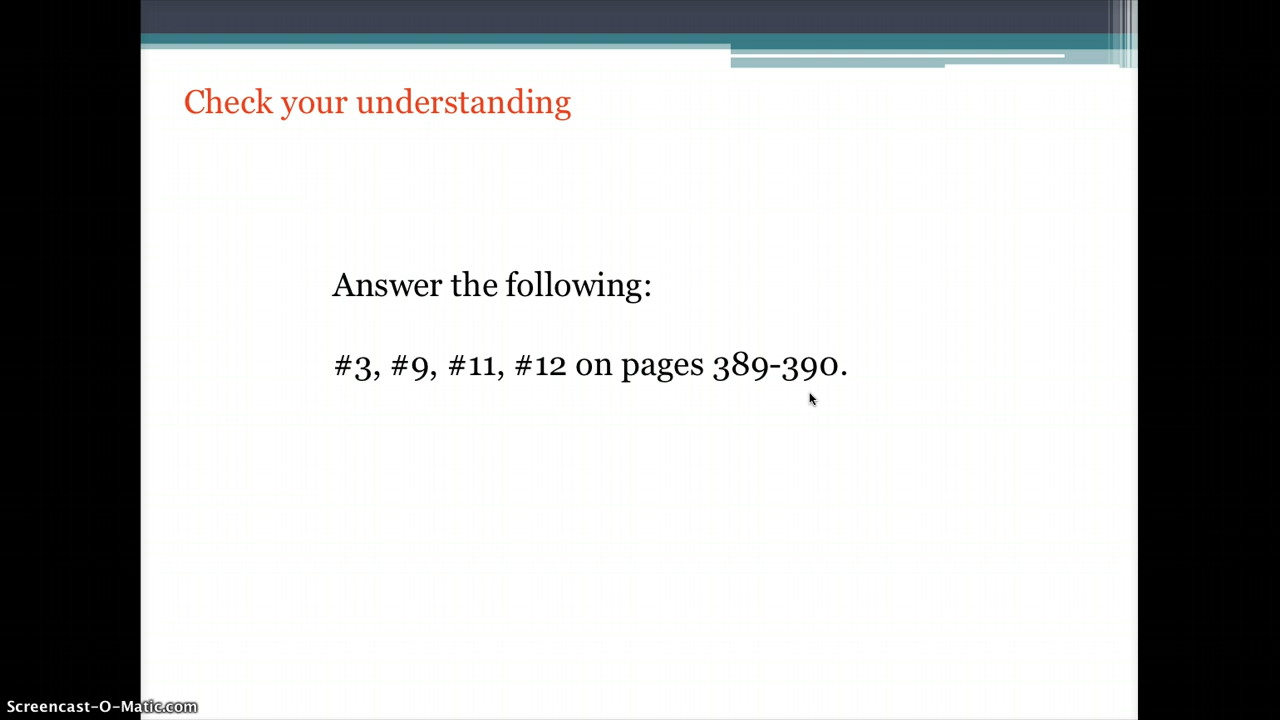 Check your understanding
Answer the following:
#3, #9, #11, #12 on pages 389-390.
Screencast-O-Matic.com